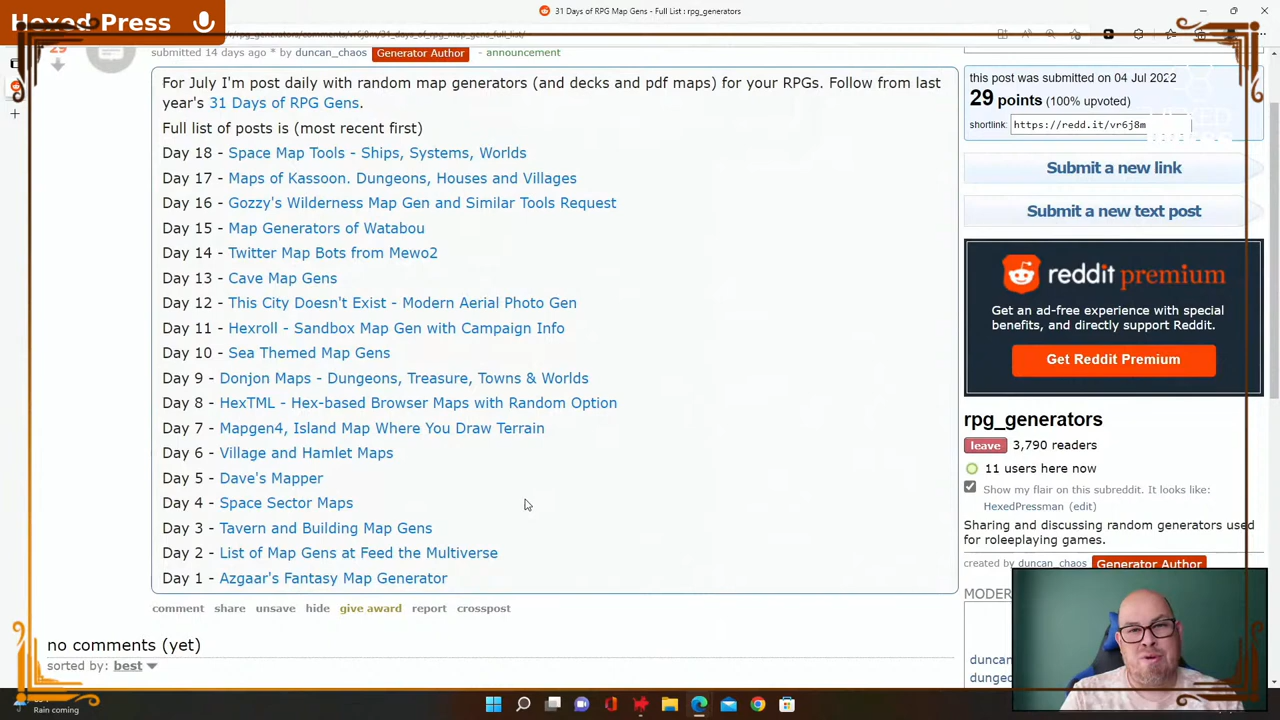 Hexed Press
31 Days of RPG Map Gens - Full List : rpg_generators
submitted 14 days ago * by duncan_chaos Generator Author - announcement
For July I'm post daily with random map generators (and decks and pdf maps) for your RPGs. Follow from last
year's 31 Days of RPG Gens.
Full list of posts is (most recent first)
Day 18 - Space Map Tools - Ships, Systems, Worlds
Day 17 - Maps of Kassoon. Dungeons, Houses and Villages
Day 16 - Gozzy's Wilderness Map Gen and Similar Tools Request
Day 15 - Map Generators of Watabou
Day 14 - Twitter Map Bots from Mewo2
Day 13 - Cave Map Gens
Day 12 - This City Doesn't Exist - Modern Aerial Photo Gen
Day 11 - Hexroll - Sandbox Map Gen with Campaign Info
Day 10 - Sea Themed Map Gens
Day 9 - Donjon Maps - Dungeons, Treasure, Towns & Worlds
Day 8 - HexTML - Hex-based Browser Maps with Random Option
Day 7 - Mapgen4, Island Map Where You Draw Terrain
Day 6 - Village and Hamlet Maps
Day 5 - Dave's Mapper
Day 4 - Space Sector Maps
Day 3 - Tavern and Building Map Gens
Day 2 - List of Map Gens at Feed the Multiverse
Day 1 - Azgaar's Fantasy Map Generator
comment share unsave hide give award report crosspost
no comments (yet)
sorted by: best
this post was submitted on 04 Jul 2022
29 points (100% upvoted)
shortlink: https://redd.it/vr6j8m
Submit a new link
Submit a new text post
reddit premium
Get an ad-free experience with special
benefits, and directly support Reddit.
Get Reddit Premium
rpg_generators
leave 3,790 readers
11 users here now
Show my flair on this subreddit. It looks like:
HexedPressman (edit)
Sharing and discussing random generators used
for roleplaying games.
created by duncan_chaos Generator Author
Rain coming